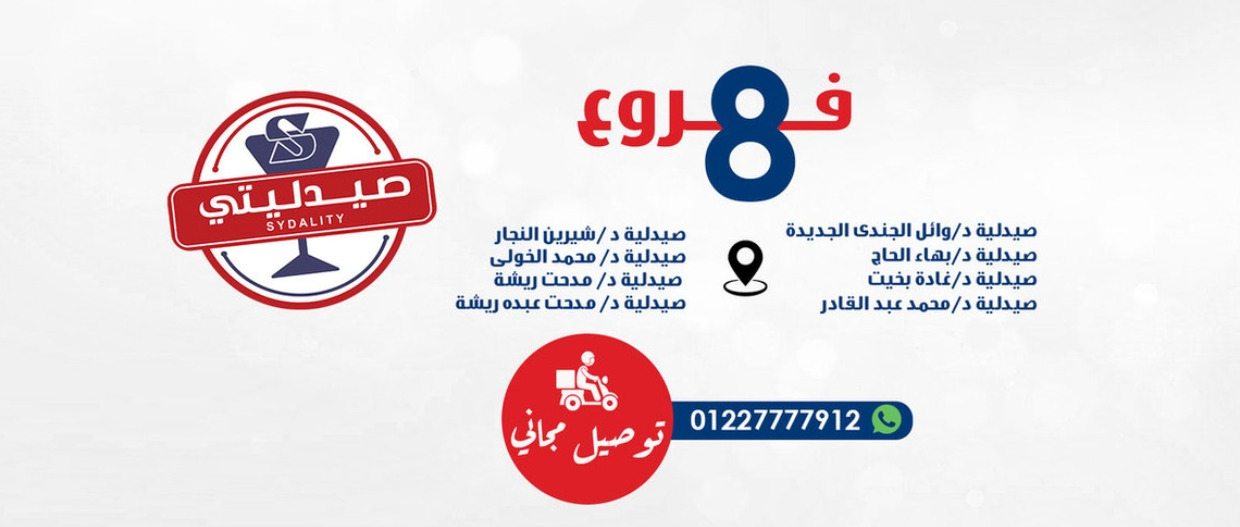 8 فروع
صيدليتي
SYDALITY
صيدلية د/وائل الجندى الجديدة
صيدلية د/بهاء الحاج
صيدلية د/غادة بخيت
صيدلية د/محمد عبد القادر
صيدلية د/شيرين النجار
صيدلية د/ محمد الخولى
صيدلية د/ مدحت ريشة
صيدلية د/ مدحت عبده ريشة
توصيل مجاني
01227777912